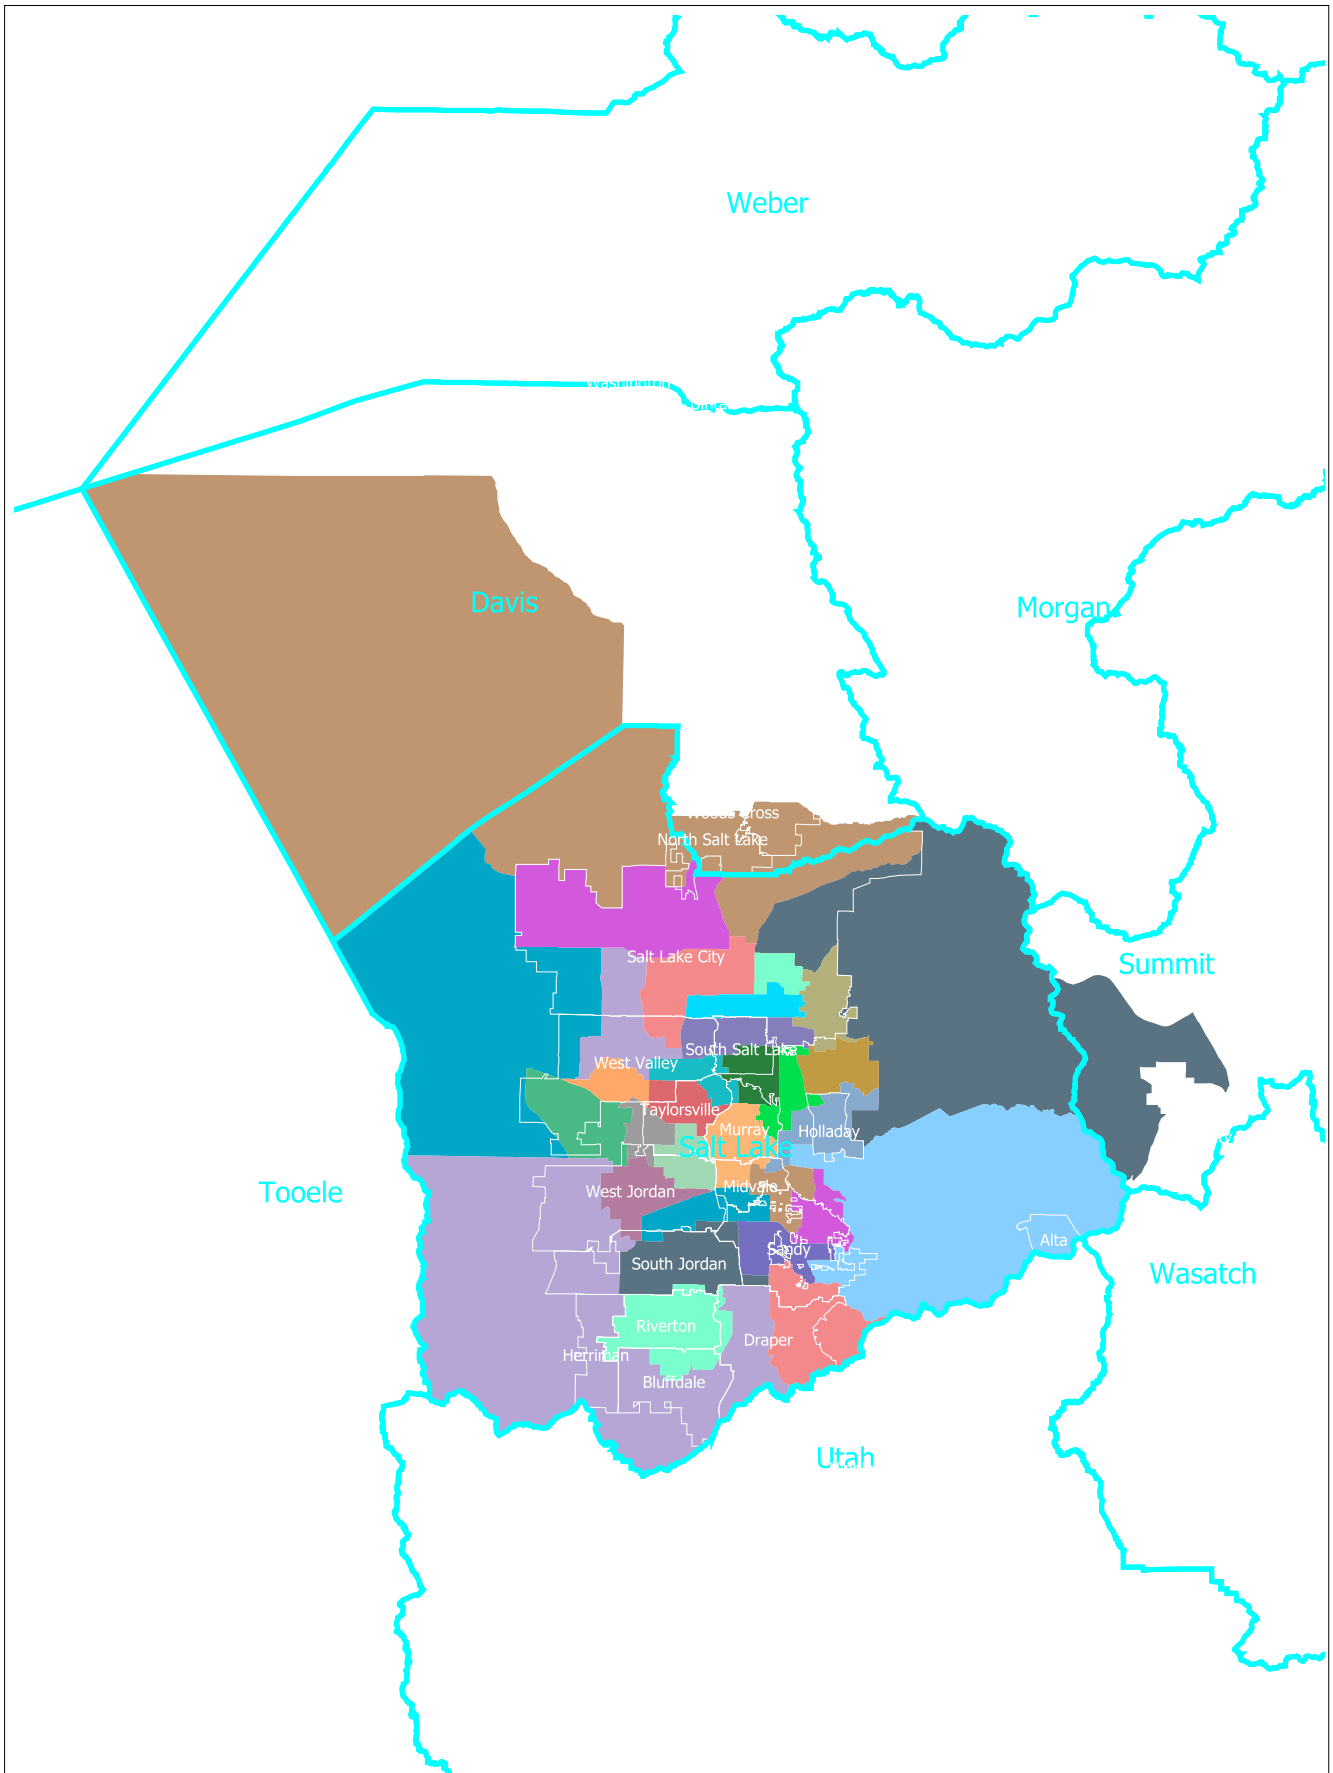 Weber
Washington
Davis
Morgan
Woods Cross
North Salt Lake
Salt Lake City
Summit
South Salt Lake
West Valley
Taylorsville
Murray
Holladay
Salt Lake
Tooele
West Jordan
Midvale
Alta
Sandy
South Jordan
Wasatch
Riverton
Draper
Herriman
Bluffdale
Utah